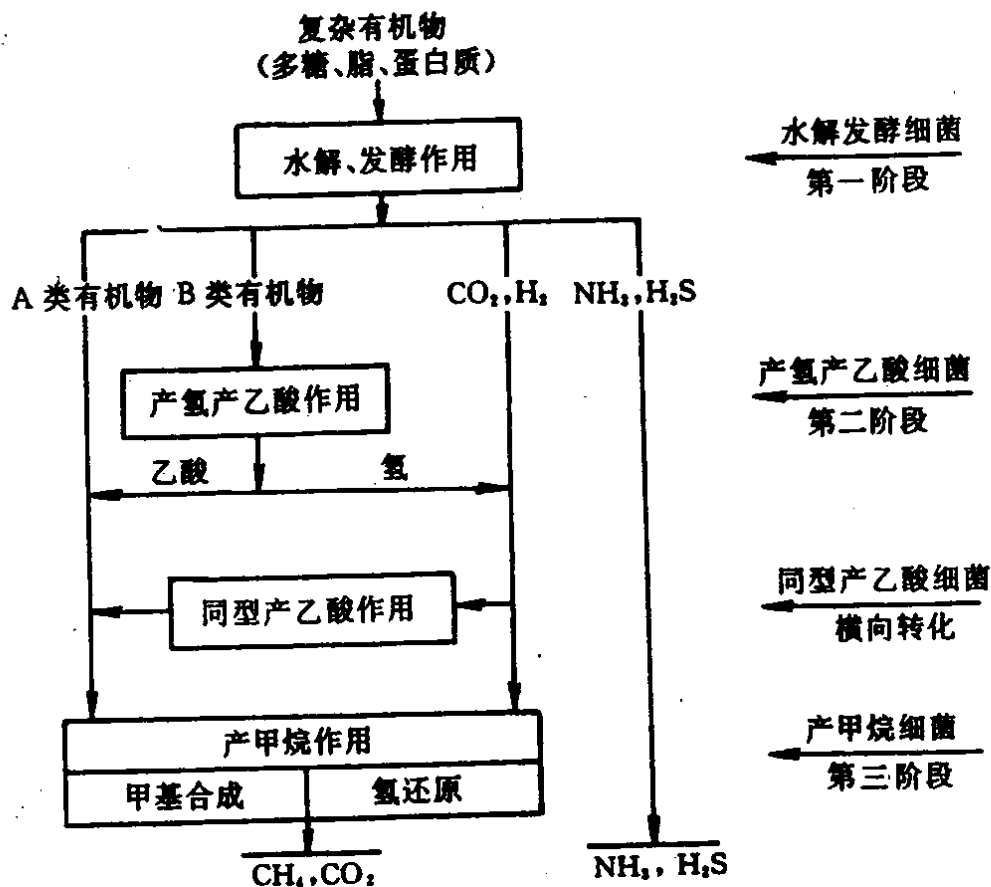 复杂有机物
（多糖、脂、蛋白质）
水解、发酵作用
水解发酵细菌
第一阶段
A 类有机物 B 类有机物
CO₂,H₂ NH₃,H₂S
产氢产乙酸作用
产氢产乙酸细菌
第二阶段
乙酸
氢
同型产乙酸作用
同型产乙酸细菌
横向转化
产甲烷作用
甲基合成
氢还原
产甲烷细菌
第三阶段
CH₄,CO₂
NH₃, H₂S